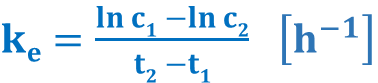 kₑ = (ln c₁ – ln c₂) / (t₂ – t₁) [h⁻¹]